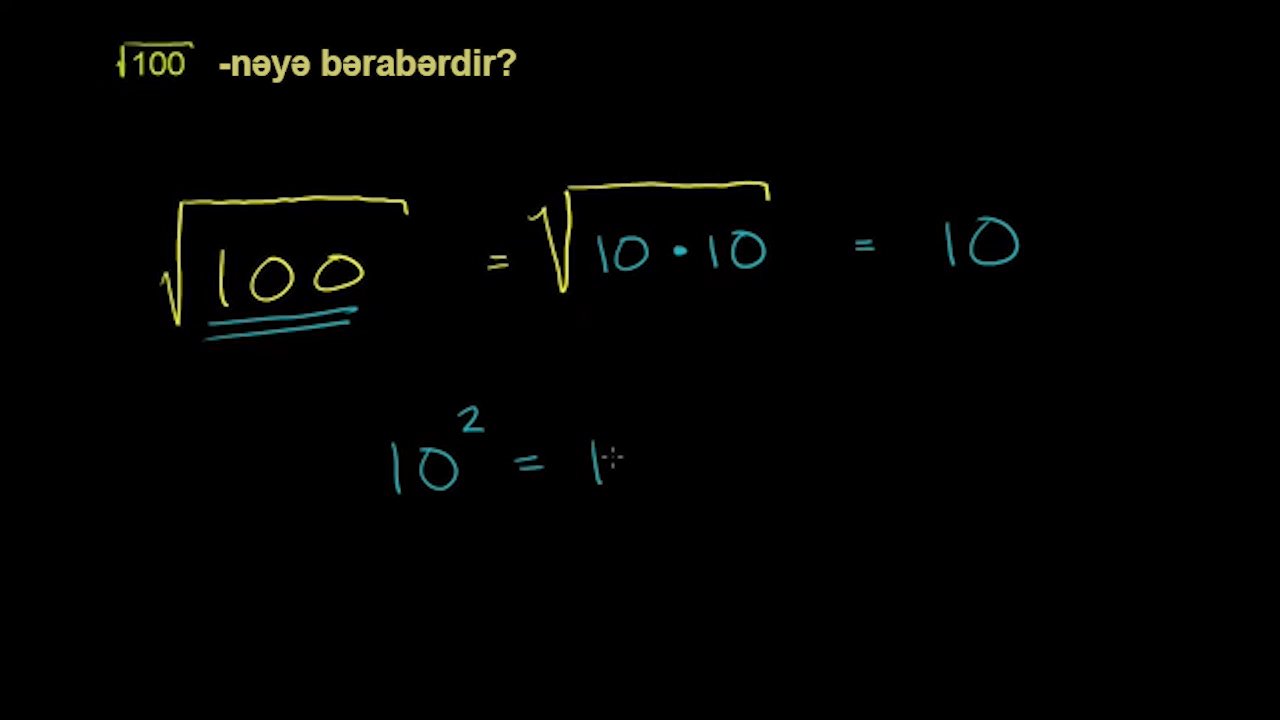 √100 -nəyə bərabərdir?
√100 = √10 · 10 = 10
10² = 1